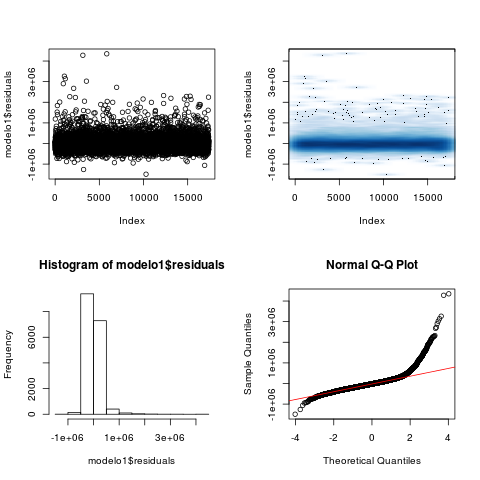 modelo1$residuals
-1e+06 1e+06 3e+06
0 5000 10000 15000
Index
modelo1$residuals
-1e+06 1e+06 3e+06
0 5000 10000 15000
Index
Histogram of modelo1$residuals
Frequency
0 2000 6000
-1e+06 1e+06 3e+06
modelo1$residuals
Normal Q-Q Plot
Sample Quantiles
-1e+06 1e+06 3e+06
-4 -2 0 2 4
Theoretical Quantiles